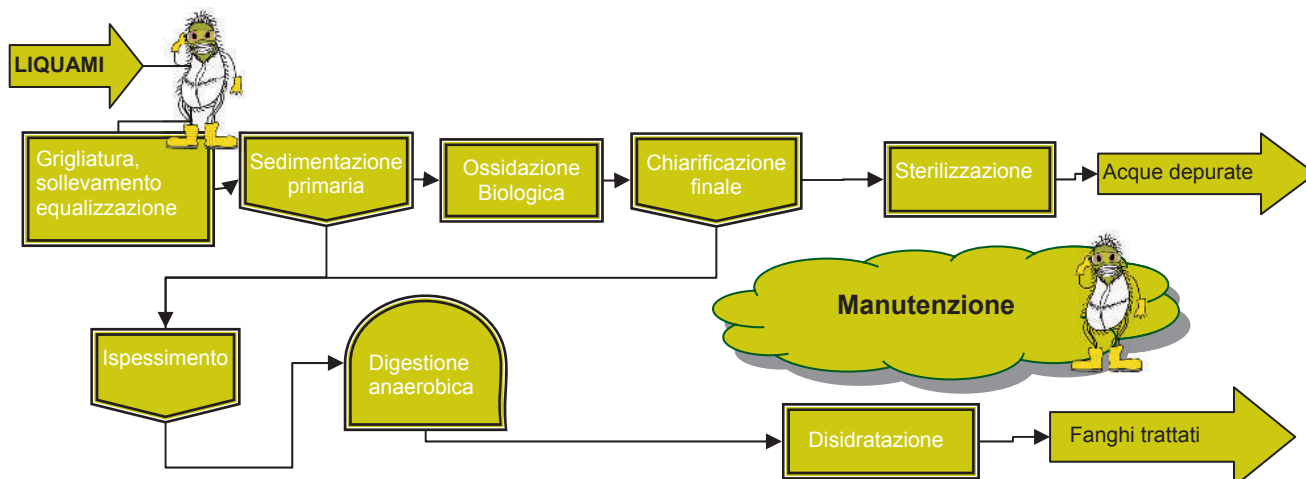 LIQUAMI
Grigliatura,
sollevamento
equalizzazione
Sedimentazione
primaria
Ossidazione
Biologica
Chiarificazione
finale
Sterilizzazione
Acque depurate
Manutenzione
Ispessimento
Digestione
anaerobica
Disidratazione
Fanghi trattati